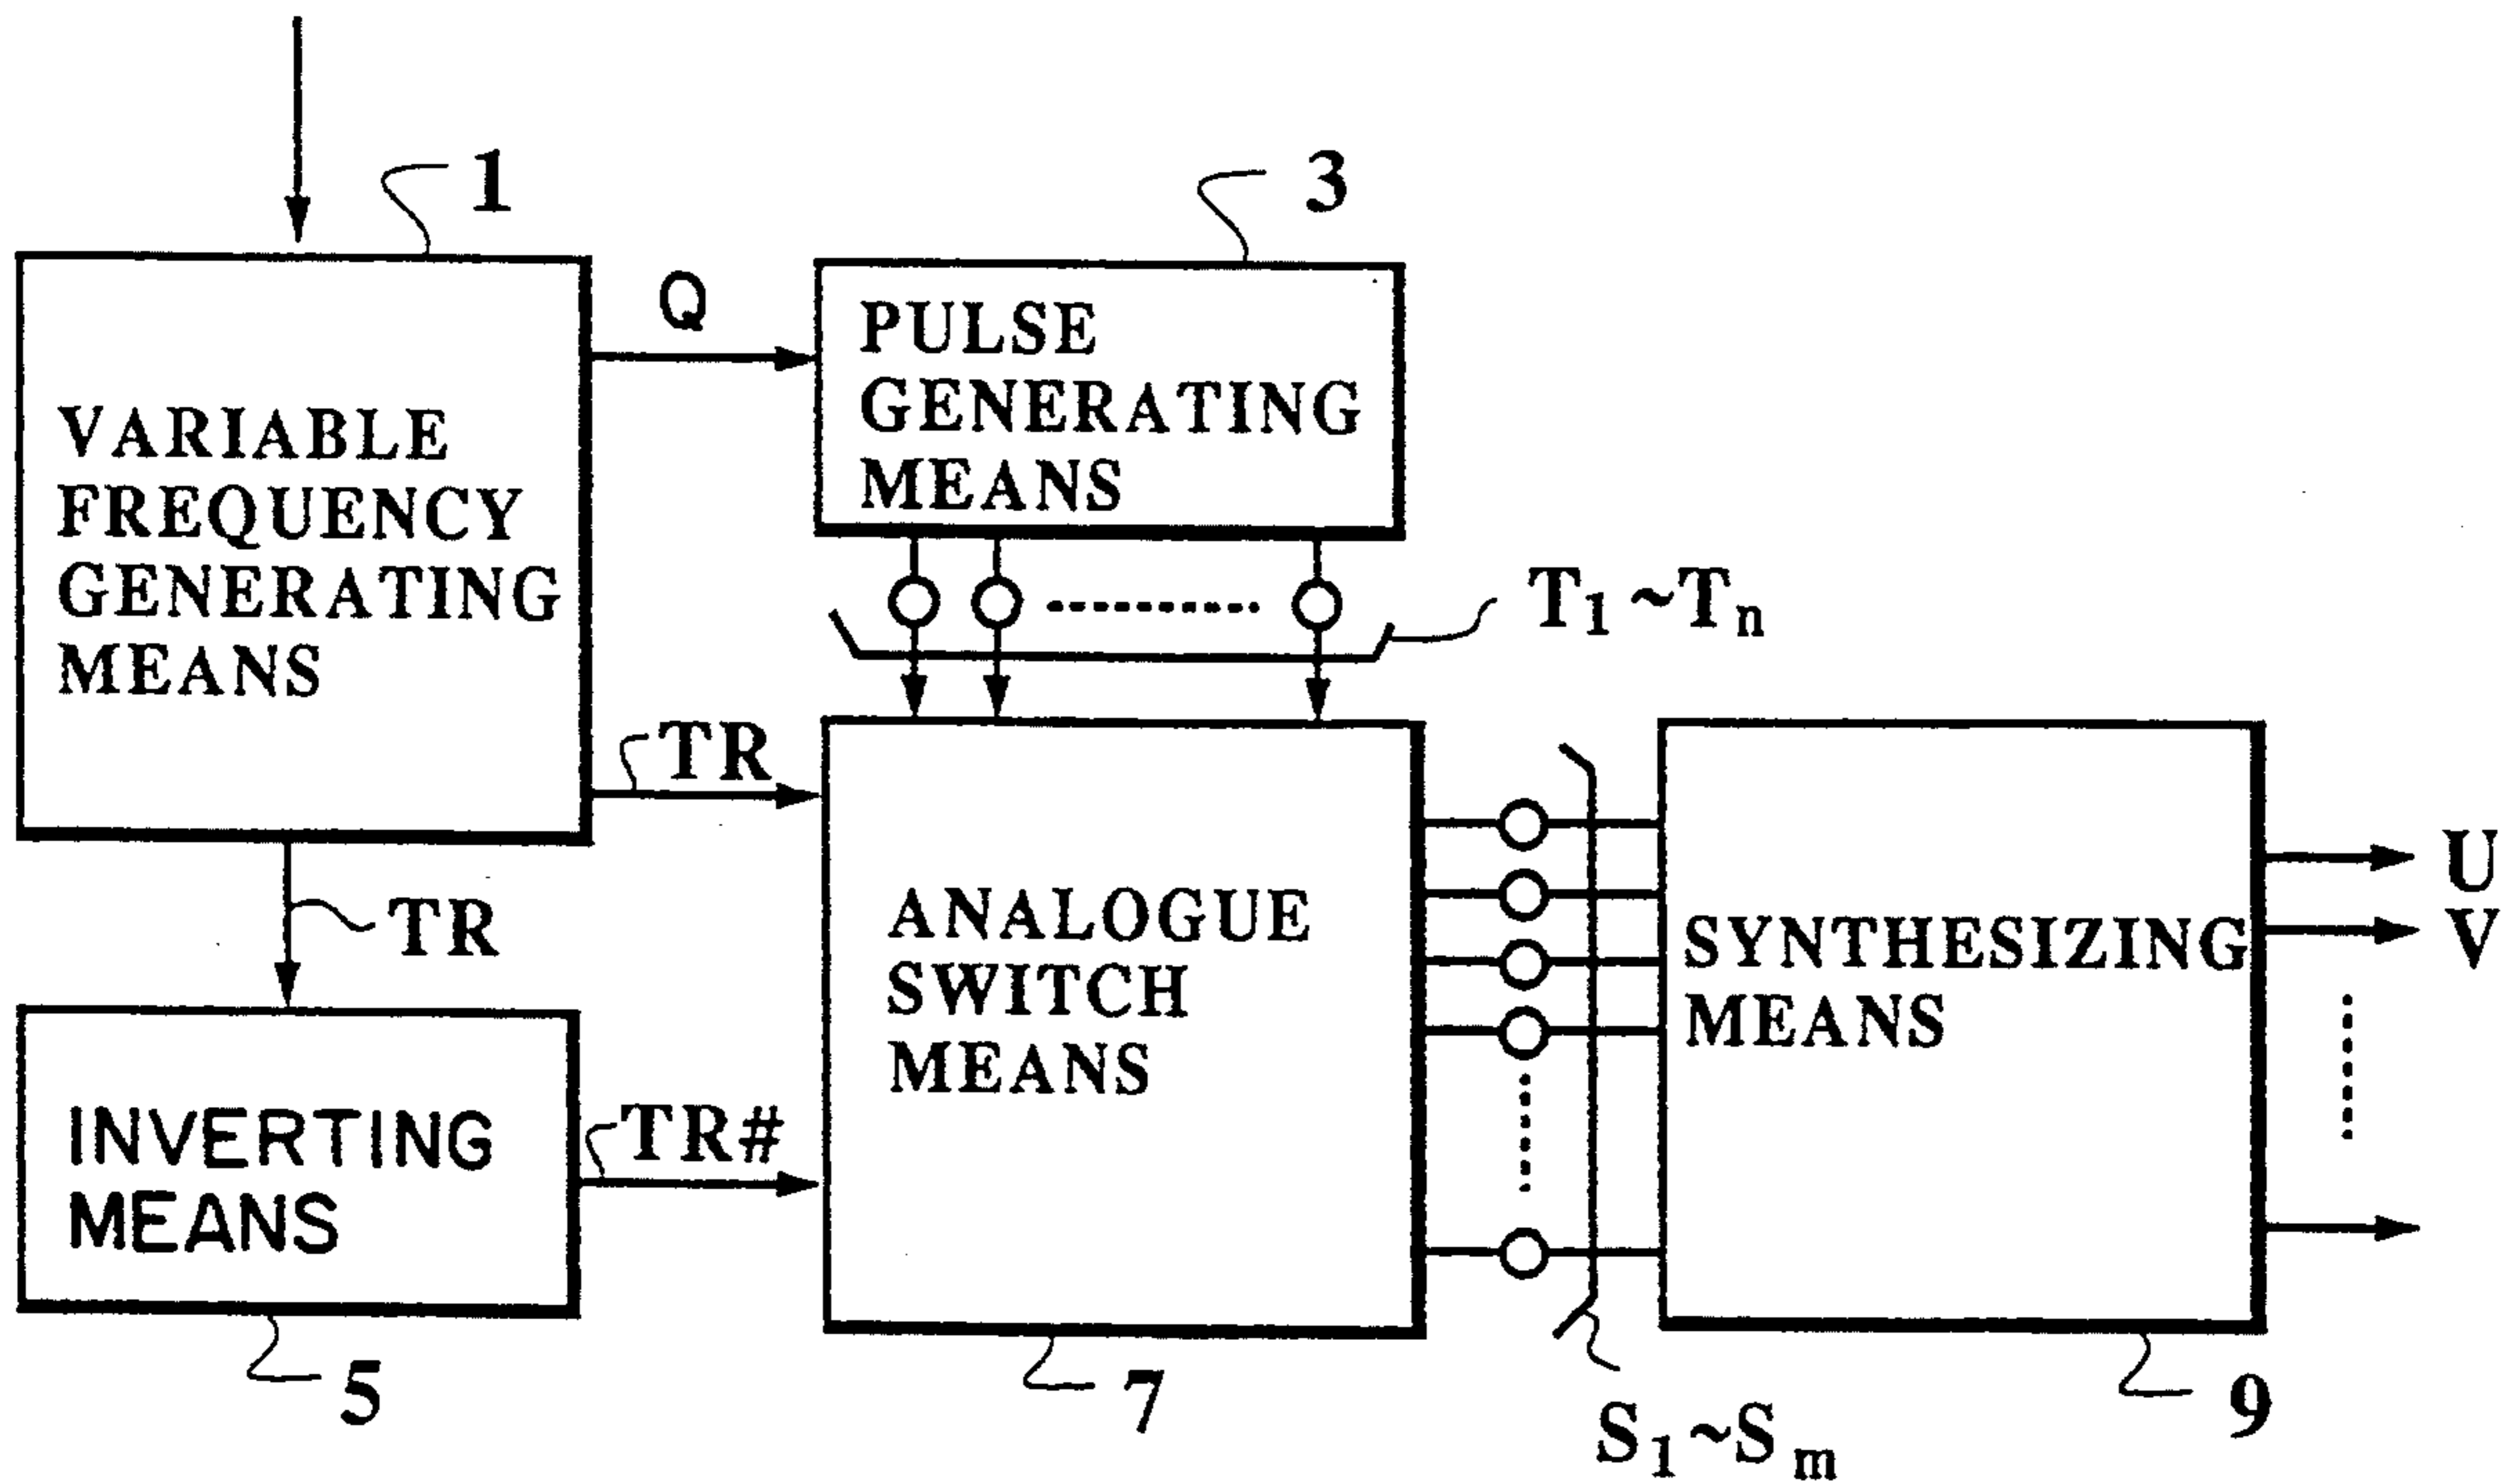 1
3
Q
PULSE
GENERATING
MEANS
VARIABLE
FREQUENCY
GENERATING
MEANS
T1 ~Tn
TR
TR
ANALOGUE
SWITCH
MEANS
SYNTHESIZING
MEANS
U
V
INVERTING
MEANS
TR#
5
7
9
S1~Sm